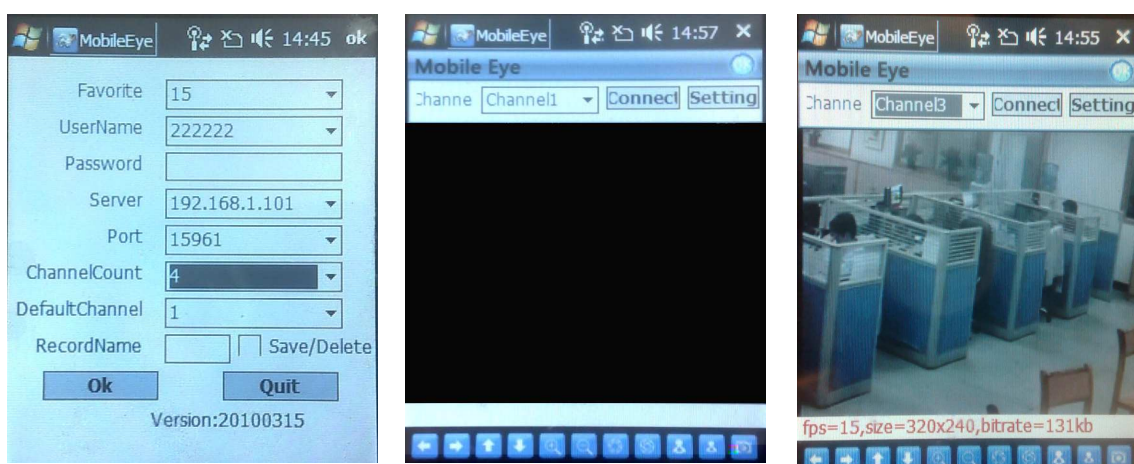 MobileEye 14:45 ok
Favorite 15
UserName 222222
Password
Server 192.168.1.101
Port 15961
ChannelCount 4
DefaultChannel 1
RecordName Save/Delete
Ok Quit
Version:20100315
MobileEye 14:57
Mobile Eye
Channe Channel1 Connect Setting
MobileEye 14:55
Mobile Eye
Channe Channel3 Connect Setting
fps=15,size=320x240,bitrate=131kb